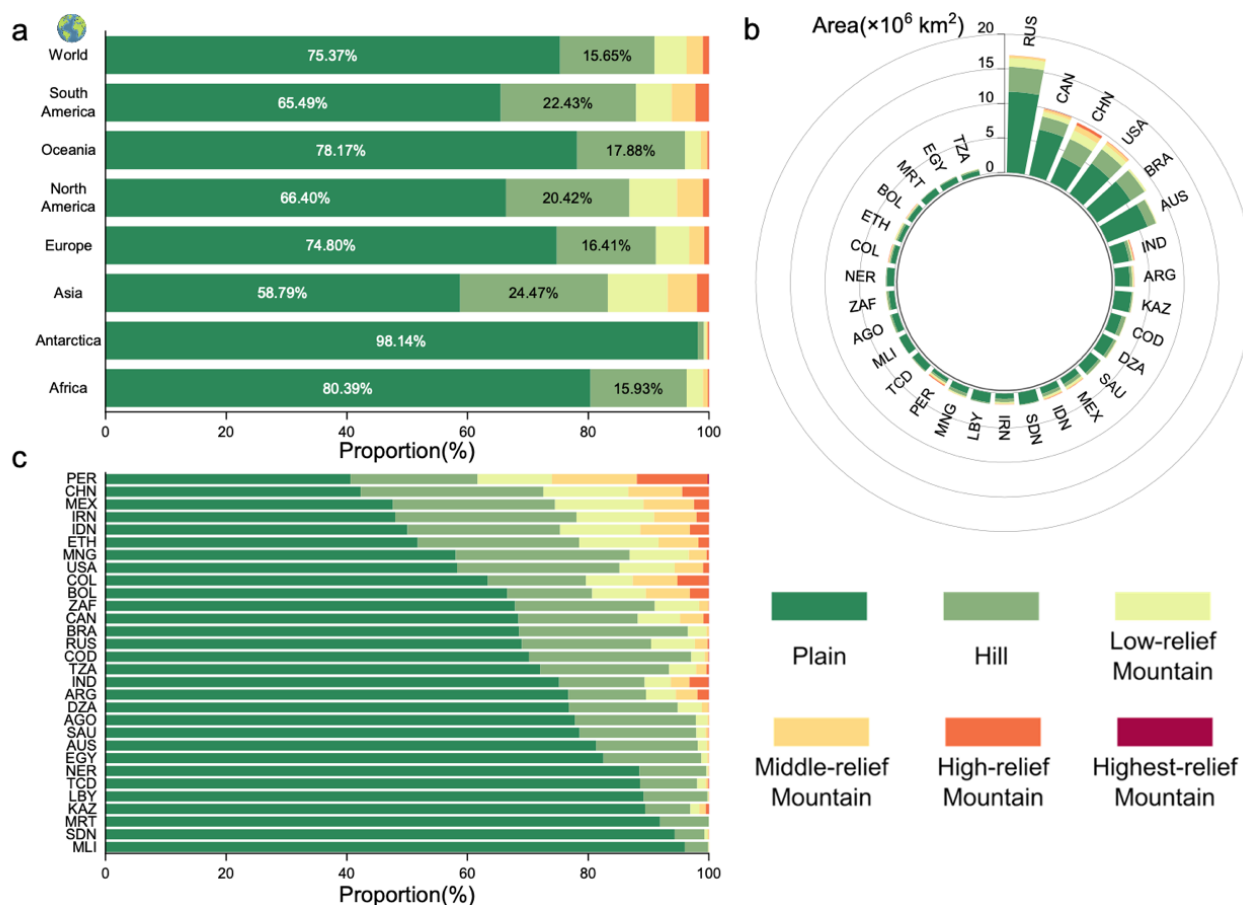 a
World
75.37%
15.65%
South
America
65.49%
22.43%
Oceania
78.17%
17.88%
North
America
66.40%
20.42%
Europe
74.80%
16.41%
Asia
58.79%
24.47%
Antarctica
98.14%
Africa
80.39%
15.93%
0 20 40 60 80 100
Proportion(%)
b
Area(×10⁶ km²)
20
15
10
5
0
RUS
CAN
CHN
USA
BRA
AUS
IND
ARG
KAZ
COD
DZA
SAU
MEX
IDN
SDN
IRN
LBY
MNG
PER
TCD
MLI
AGO
ZAF
NER
COL
ETH
BOL
MRT
EGY
TZA
c
PER
CHN
MEX
IRN
IDN
ETH
MNG
USA
COL
BOL
ZAF
CAN
BRA
RUS
COD
TZA
IND
ARG
DZA
AGO
SAU
AUS
EGY
NER
TCD
LBY
KAZ
MRT
SDN
MLI
0 20 40 60 80 100
Proportion(%)
Plain
Hill
Low-relief
Mountain
Middle-relief
Mountain
High-relief
Mountain
Highest-relief
Mountain